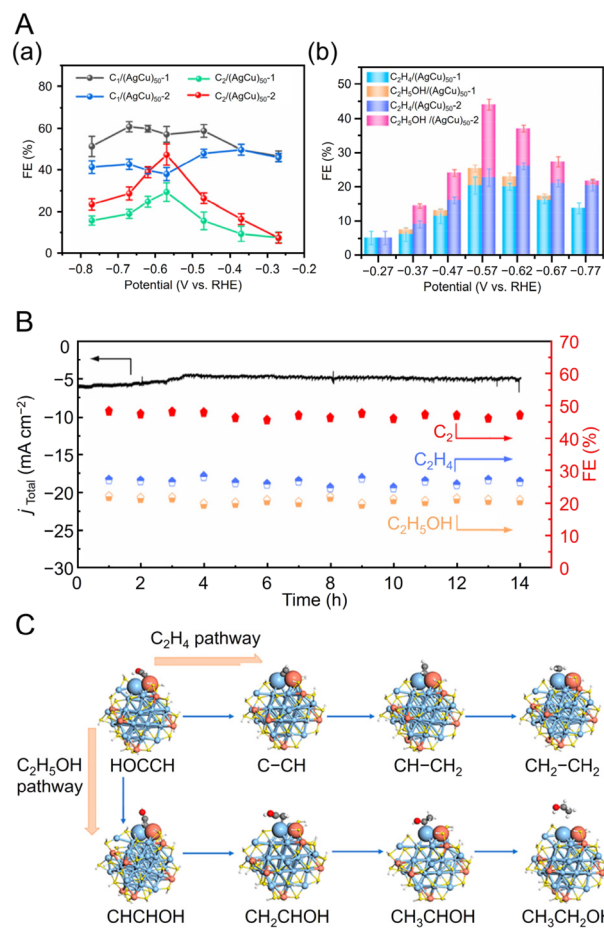 A
(a)
C₁/(AgCu)₅₀-1
C₂/(AgCu)₅₀-1
C₁/(AgCu)₅₀-2
C₂/(AgCu)₅₀-2
FE (%)
80
60
40
20
0
−0.8 −0.7 −0.6 −0.5 −0.4 −0.3 −0.2
Potential (V vs. RHE)
(b)
C₂H₄/(AgCu)₅₀-1
C₂H₅OH/(AgCu)₅₀-1
C₂H₄/(AgCu)₅₀-2
C₂H₅OH /(AgCu)₅₀-2
FE (%)
50
40
30
20
10
0
−0.27 −0.37 −0.47 −0.57 −0.62 −0.67 −0.77
Potential (V vs. RHE)
B
j Total (mA cm⁻²)
0
−5
−10
−15
−20
−25
−30
C₂
C₂H₄
C₂H₅OH
70
60
50
40
30
20
10
0
FE (%)
0 2 4 6 8 10 12 14
Time (h)
C
C₂H₄ pathway
C₂H₅OH
pathway
HOCCH
C−CH
CH−CH₂
CH₂−CH₂
CHCHOH
CH₂CHOH
CH₃CHOH
CH₃CH₂OH